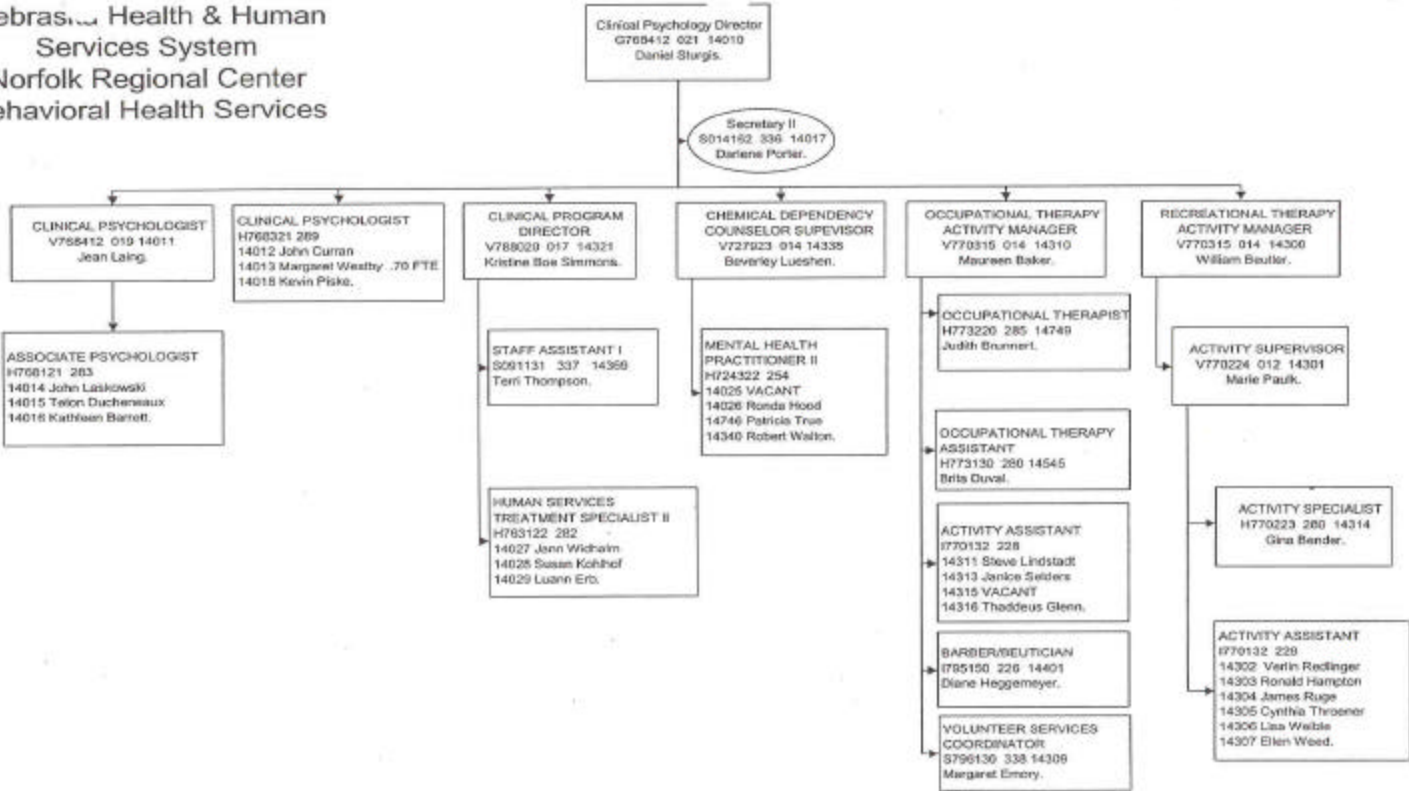 Health & Human
Services System
Norfolk Regional Center
ehavioral Health Services
Clinical Psychology Director
G768412 021 14010
Daniel Sturgis.
Secretary II
S014162 336 14017
Darlene Porter.
CLINICAL PSYCHOLOGIST
V768412 019 14011
Jean Laing.
CLINICAL PSYCHOLOGIST
H768321 289
14012 John Curran
14013 Margaret Westby .70 FTE
14018 Kevin Piske.
CLINICAL PROGRAM
DIRECTOR
V788029 017 14321
Kristine Boe Simmons.
CHEMICAL DEPENDENCY
COUNSELOR SUPEVISOR
V727923 014 14338
Beverley Lueshen.
OCCUPATIONAL THERAPY
ACTIVITY MANAGER
V770315 014 14310
Maureen Baker.
RECREATIONAL THERAPY
ACTIVITY MANAGER
V770315 014 14300
William Beutler.
ASSOCIATE PSYCHOLOGIST
H768121 283
14014 John Laskowski
14015 Telon Ducheneaux
14016 Kathleen Barrett.
STAFF ASSISTANT I
S091131 337 14369
Terri Thompson.
HUMAN SERVICES
TREATMENT SPECIALIST II
H763122 282
14027 Jann Widhalm
14028 Susan Kohlhof
14029 Luann Erb.
MENTAL HEALTH
PRACTITIONER II
H724322 254
14025 VACANT
14026 Ronda Hood
14746 Patricia True
14340 Robert Walton.
OCCUPATIONAL THERAPIST
H773220 285 14749
Judith Brunnert.
OCCUPATIONAL THERAPY
ASSISTANT
H773130 280 14545
Brita Duval.
ACTIVITY ASSISTANT
I770132 228
14311 Steve Lindstadt
14313 Janice Selders
14315 VACANT
14316 Thaddeus Glenn.
BARBER/BEUTICIAN
I795150 226 14401
Diane Heggemeyer.
VOLUNTEER SERVICES
COORDINATOR
S796130 338 14309
Margaret Emory.
ACTIVITY SUPERVISOR
V770224 012 14301
Marie Paulk.
ACTIVITY SPECIALIST
H770223 280 14314
Gina Bender.
ACTIVITY ASSISTANT
I770132 228
14302 Verlin Redlinger
14303 Ronald Hampton
14304 James Ruge
14305 Cynthia Throener
14306 Lisa Weible
14307 Ellen Weed.